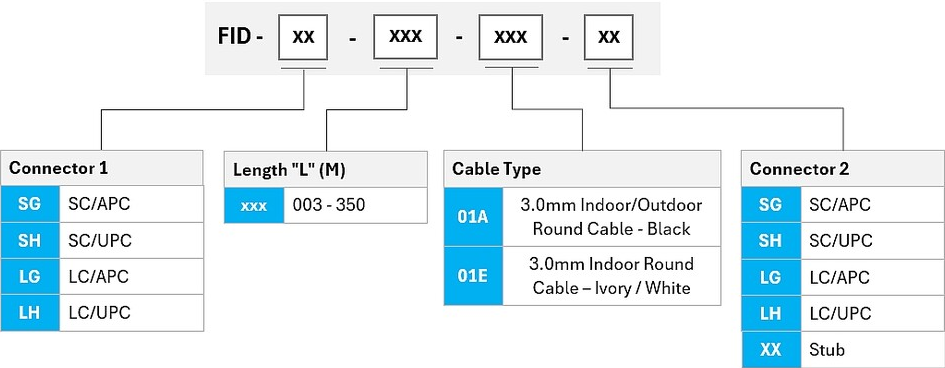 FID - xx - xxx - xxx - xx
Connector 1
SG SC/APC
SH SC/UPC
LG LC/APC
LH LC/UPC
Length "L" (M)
xxx 003 - 350
Cable Type
01A 3.0mm Indoor/Outdoor
Round Cable - Black
01E 3.0mm Indoor Round
Cable – Ivory / White
Connector 2
SG SC/APC
SH SC/UPC
LG LC/APC
LH LC/UPC
XX Stub